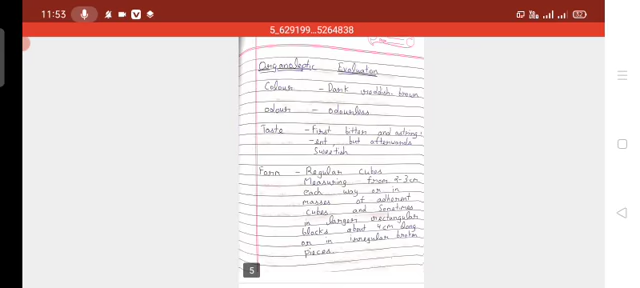 11:53
5_629199...5264838
52
Organoleptic Evaluation
Colour - Dark reddish brown
odour - odourless
Taste - First bitter and astring-
-ent, but afterwards
Sweetish
Form - Regular cubes
Measuring from 2-3cm
each way or in
masses of adherent
cubes and Sometimes
in larger rectangular
blocks about 4cm long
or in irregular broken
pieces.
5